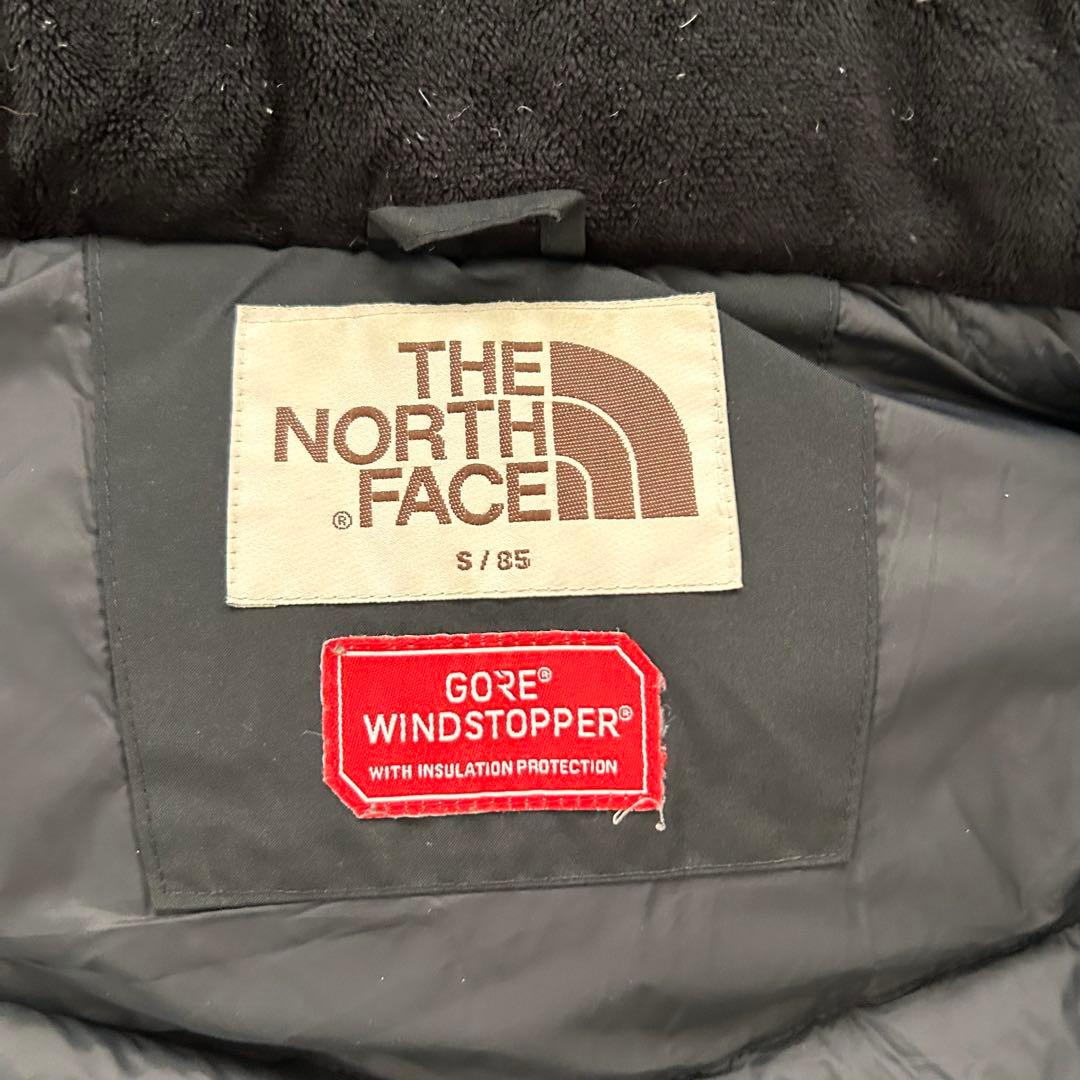 THE
NORTH
FACE
®
S / 85
GORE®
WINDSTOPPER®
WITH INSULATION PROTECTION